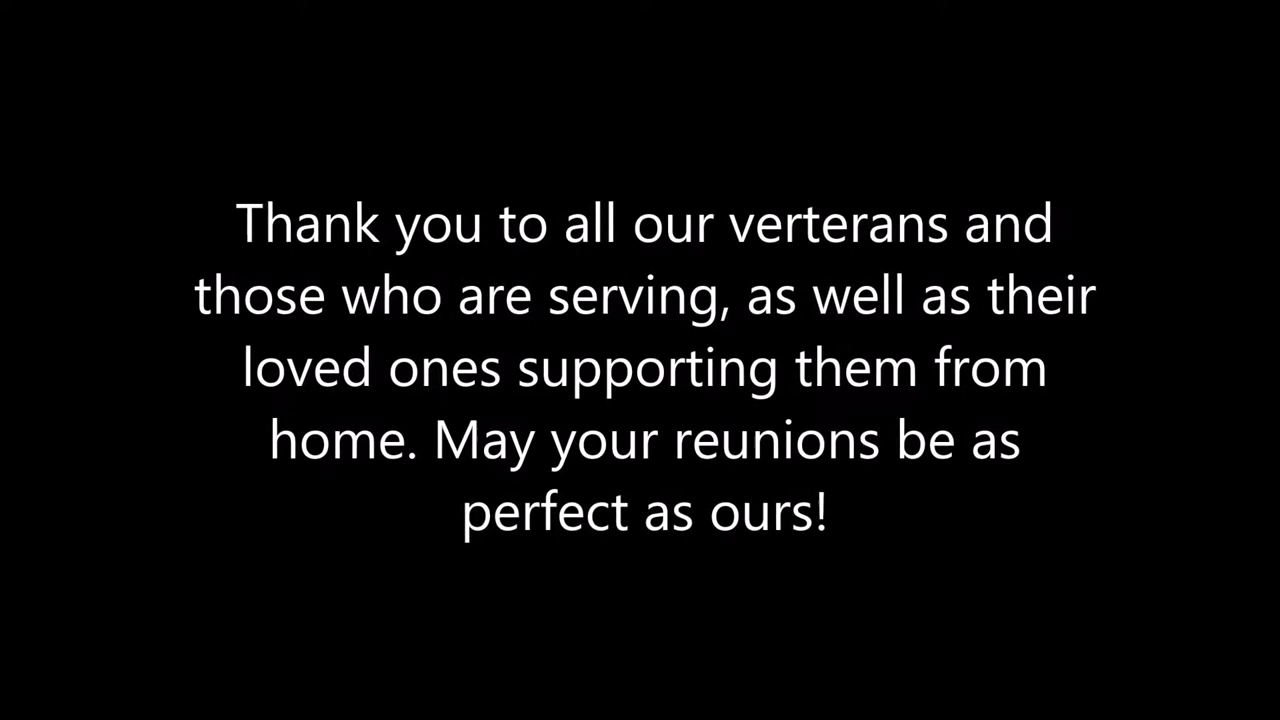 Thank you to all our verterans and
those who are serving, as well as their
loved ones supporting them from
home. May your reunions be as
perfect as ours!